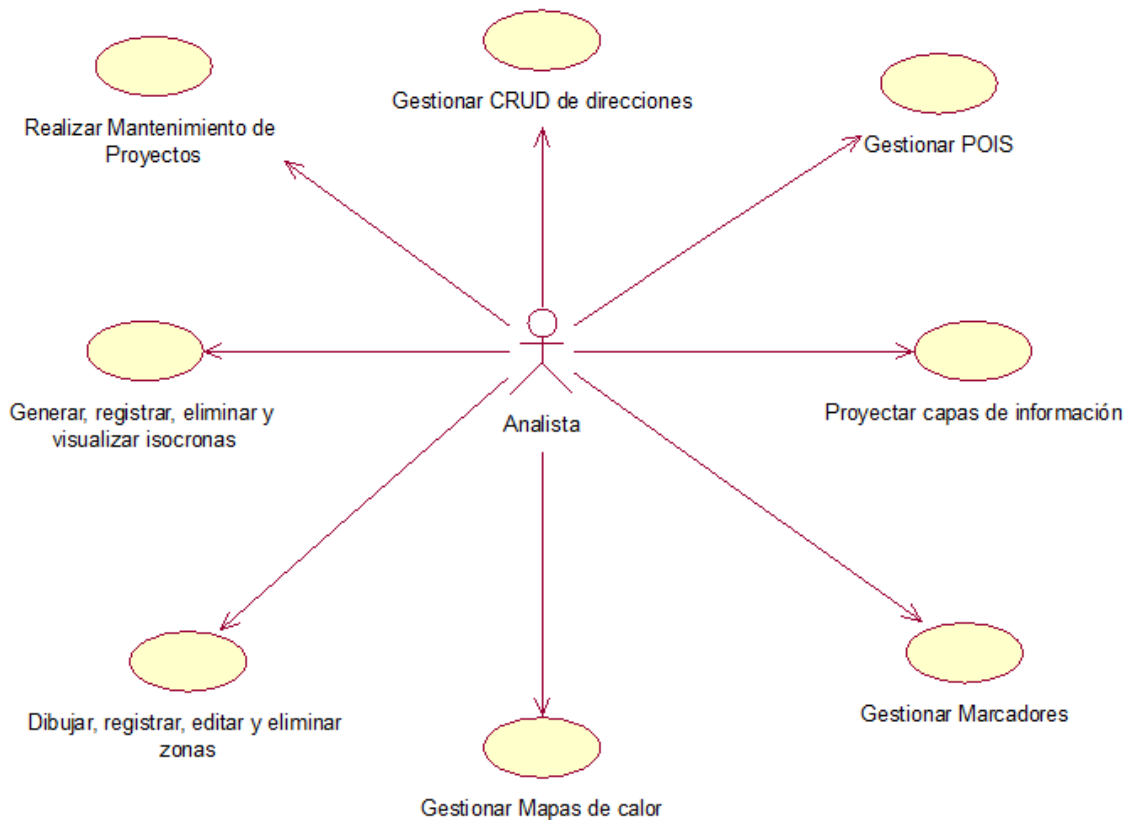 Gestionar CRUD de direcciones
Realizar Mantenimiento de
Proyectos
Gestionar POIS
Generar, registrar, eliminar y
visualizar isocronas
Analista
Proyectar capas de información
Dibujar, registrar, editar y eliminar
zonas
Gestionar Marcadores
Gestionar Mapas de calor